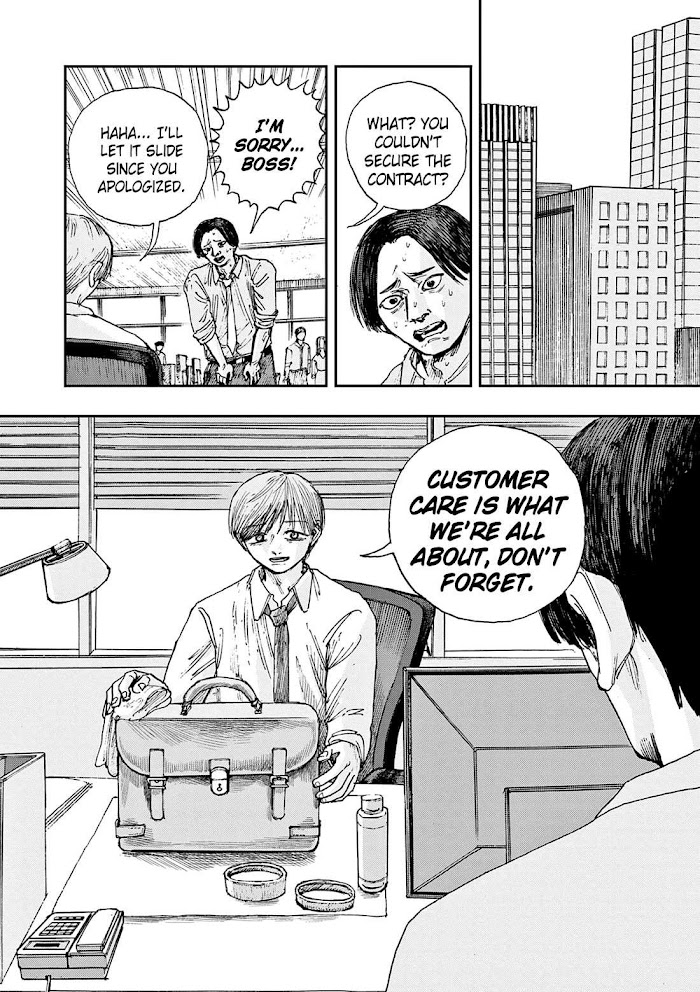 WHAT? YOU
COULDN'T
SECURE THE
CONTRACT?
I'M
SORRY...
BOSS!
HAHA... I'LL
LET IT SLIDE
SINCE YOU
APOLOGIZED.
CUSTOMER
CARE IS WHAT
WE'RE ALL
ABOUT, DON'T
FORGET.